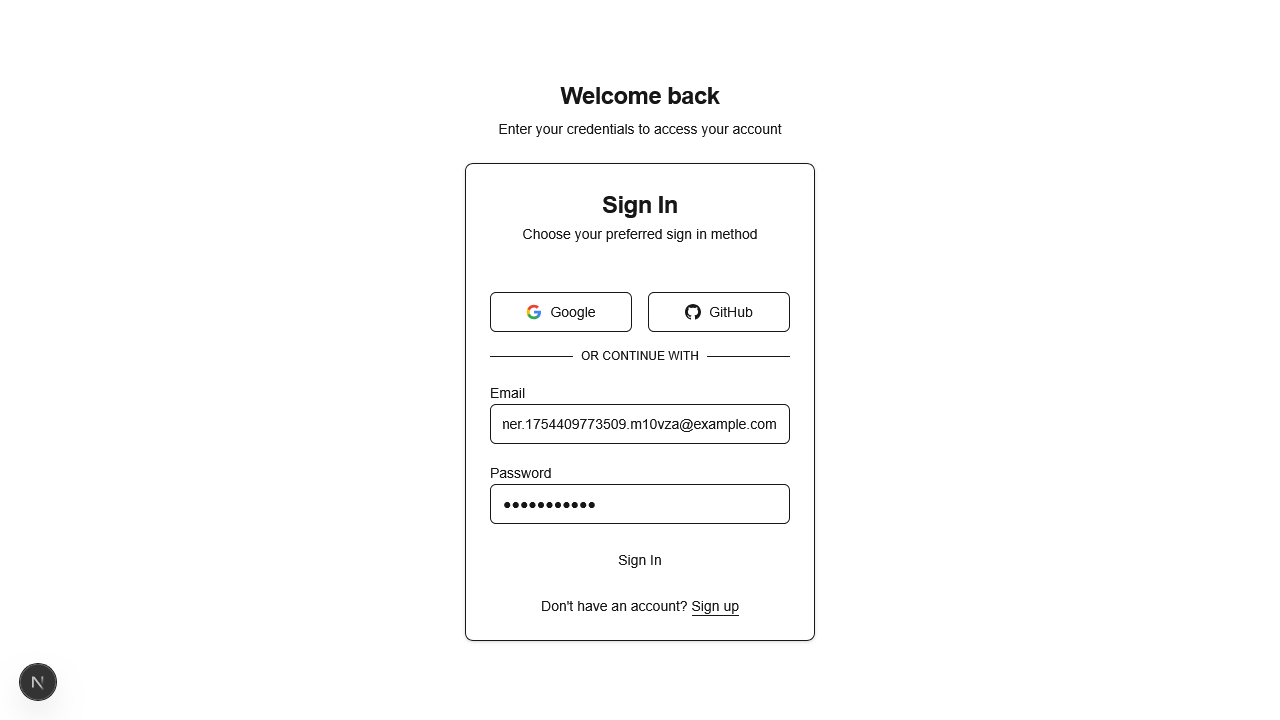 Welcome back
Enter your credentials to access your account
Sign In
Choose your preferred sign in method
Google
GitHub
OR CONTINUE WITH
Email
ner.1754409773509.m10vza@example.com
Password
●●●●●●●●●●●
Sign In
Don't have an account? Sign up
N